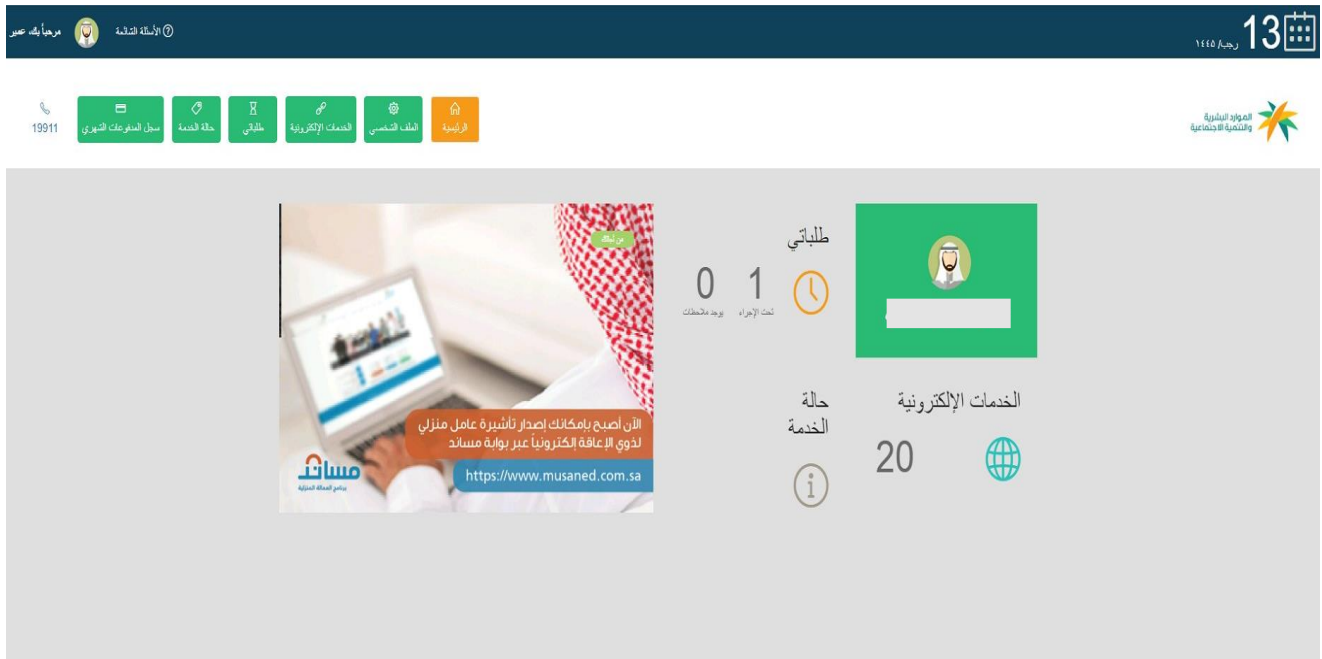 13
رجب/ ١٤٤٥
الأسئلة الشائعة
مرحباً بك، عمير
الموارد البشرية
والتنمية الاجتماعية
الرئيسية
الملف الشخصي
الخدمات الإلكترونية
طلباتي
حالة الخدمة
سجل المدفوعات الشهري
19911
طلباتي
1
تحت الإجراء
0
يوجد ملاحظات
الخدمات الإلكترونية
20
حالة
الخدمة
من أجلك
الآن أصبح بإمكانك إصدار تأشيرة عامل منزلي
لذوي الإعاقة إلكترونياً عبر بوابة مساند
https://www.musaned.com.sa
مساند
برنامج العمالة المنزلية